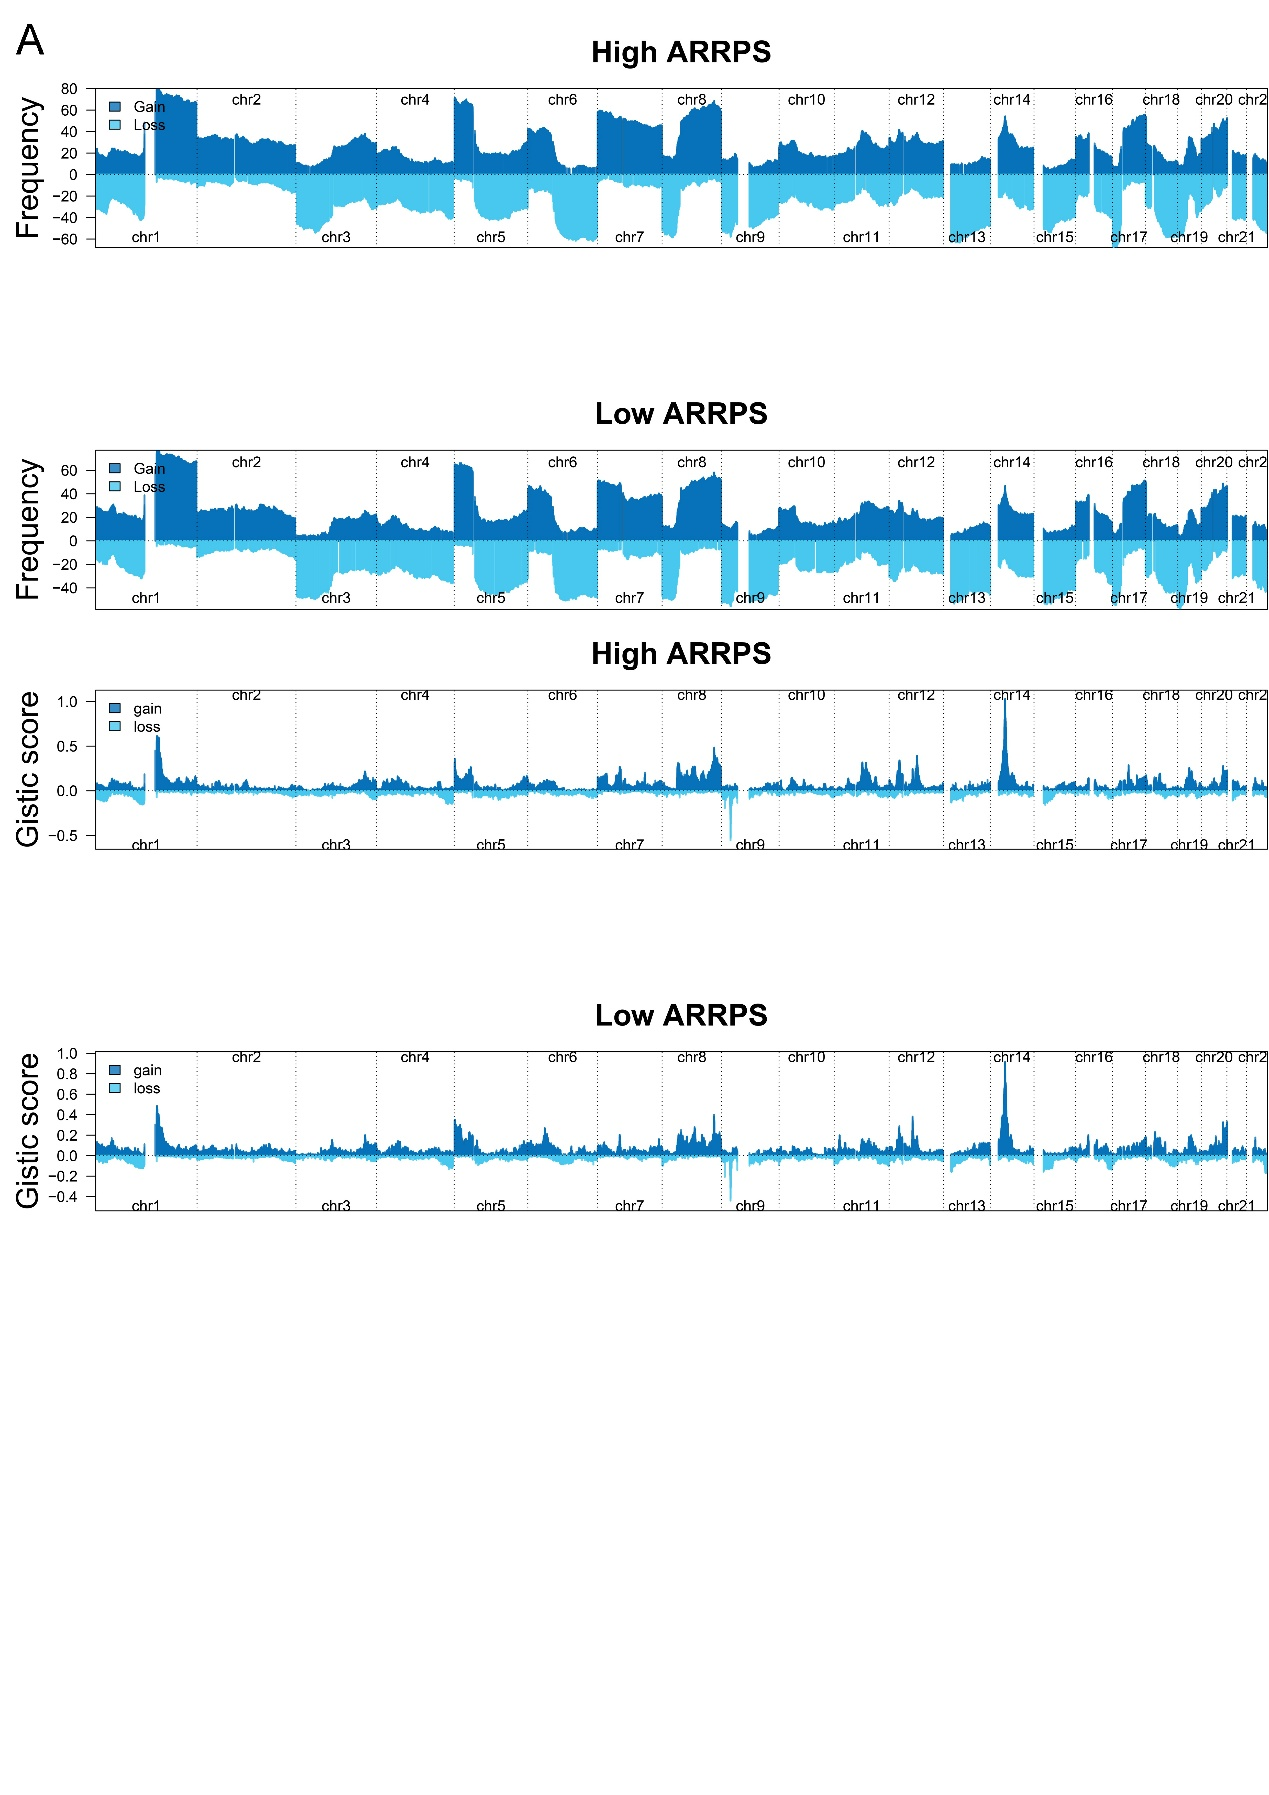 A
High ARRPS
Frequency
80
60
40
20
0
−20
−40
−60
Gain
Loss
chr2
chr4
chr6
chr8
chr10
chr12
chr14
chr16
chr18
chr20
chr2
chr1
chr3
chr5
chr7
chr9
chr11
chr13
chr15
chr17
chr19
chr21
Low ARRPS
Frequency
60
40
20
0
−20
−40
Gain
Loss
chr2
chr4
chr6
chr8
chr10
chr12
chr14
chr16
chr18
chr20
chr2
chr1
chr3
chr5
chr7
chr9
chr11
chr13
chr15
chr17
chr19
chr21
High ARRPS
Gistic score
1.0
0.5
0.0
−0.5
gain
loss
chr2
chr4
chr6
chr8
chr10
chr12
chr14
chr16
chr18
chr20
chr2
chr1
chr3
chr5
chr7
chr9
chr11
chr13
chr15
chr17
chr19
chr21
Low ARRPS
Gistic score
1.0
0.8
0.6
0.4
0.2
0.0
−0.2
−0.4
gain
loss
chr2
chr4
chr6
chr8
chr10
chr12
chr14
chr16
chr18
chr20
chr2
chr1
chr3
chr5
chr7
chr9
chr11
chr13
chr15
chr17
chr19
chr21